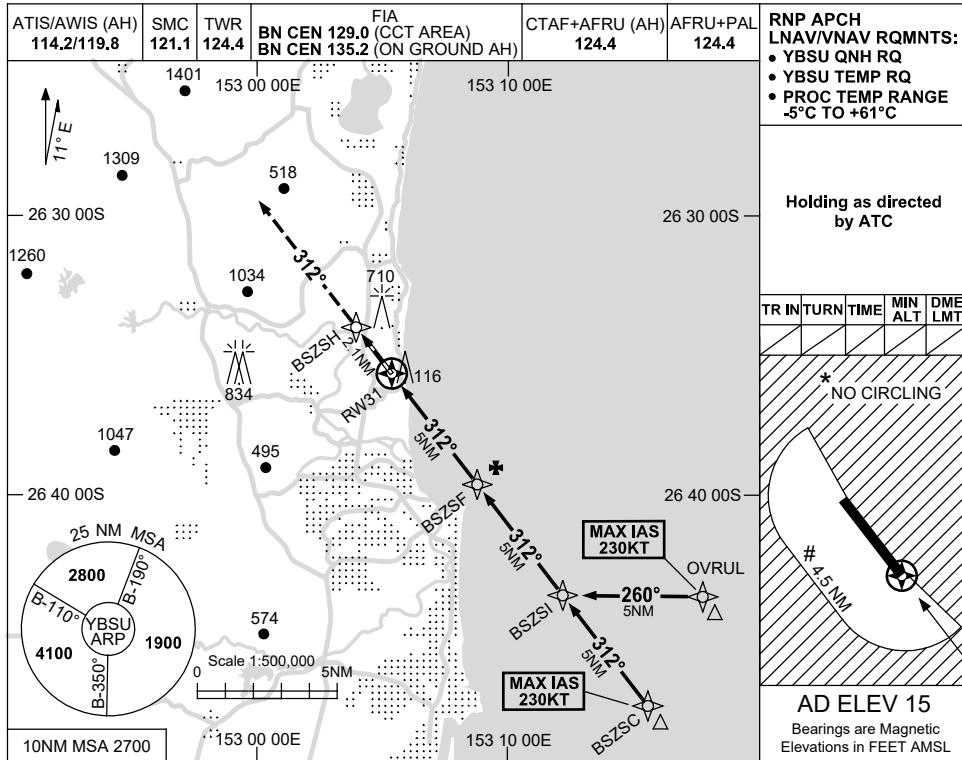 ATIS/AWIS (AH)
114.2/119.8
SMC
121.1
TWR
124.4
FIA
BN CEN 129.0 (CCT AREA)
BN CEN 135.2 (ON GROUND AH)
CTAF+AFRU (AH)
124.4
AFRU+PAL
124.4
RNP APCH
LNAV/VNAV RQMNTS:
• YBSU QNH RQ
• YBSU TEMP RQ
• PROC TEMP RANGE
-5°C TO +61°C
Holding as directed
by ATC
TR IN
TURN
TIME
MIN
ALT
DME
LMT
* NO CIRCLING
# 4.5 NM
AD ELEV 15
Bearings are Magnetic
Elevations in FEET AMSL
1401
153 00 00E
153 10 00E
11° E
1309
518
26 30 00S
26 30 00S
1260
312°
1034
710
BSZSH
2.1NM
834
RW31
116
312°
5NM
1047
495
26 40 00S
BSZSF
26 40 00S
25 NM MSA
2800
B-190°
B-110°
YBSU
ARP
4100
1900
B-350°
312°
5NM
MAX IAS
230KT
OVRUL
260°
5NM
BSZSI
574
Scale 1:500,000
0
5NM
312°
5NM
MAX IAS
230KT
BSZSC
10NM MSA 2700
153 00 00E
153 10 00E